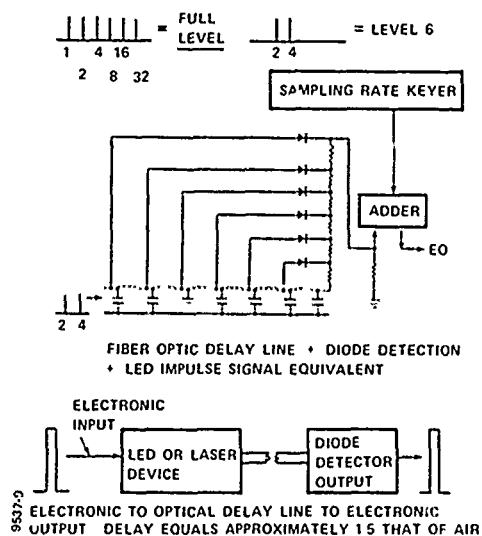 FULL
LEVEL
=
1 4 16
2 8 32
2 4
= LEVEL 6
SAMPLING RATE KEYER
ADDER
EO
2 4
FIBER OPTIC DELAY LINE + DIODE DETECTION
+ LED IMPULSE SIGNAL EQUIVALENT
ELECTRONIC
INPUT
LED OR LASER
DEVICE
DIODE
DETECTOR
OUTPUT
ELECTRONIC TO OPTICAL DELAY LINE TO ELECTRONIC
OUTPUT DELAY EQUALS APPROXIMATELY 1 5 THAT OF AIR